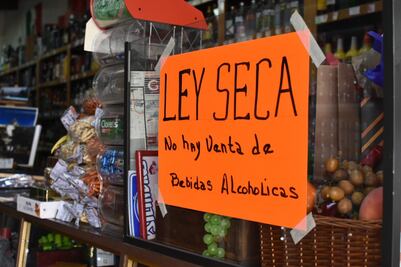 LEY SECA
No hay Venta de
Bebidas Alcoholicas